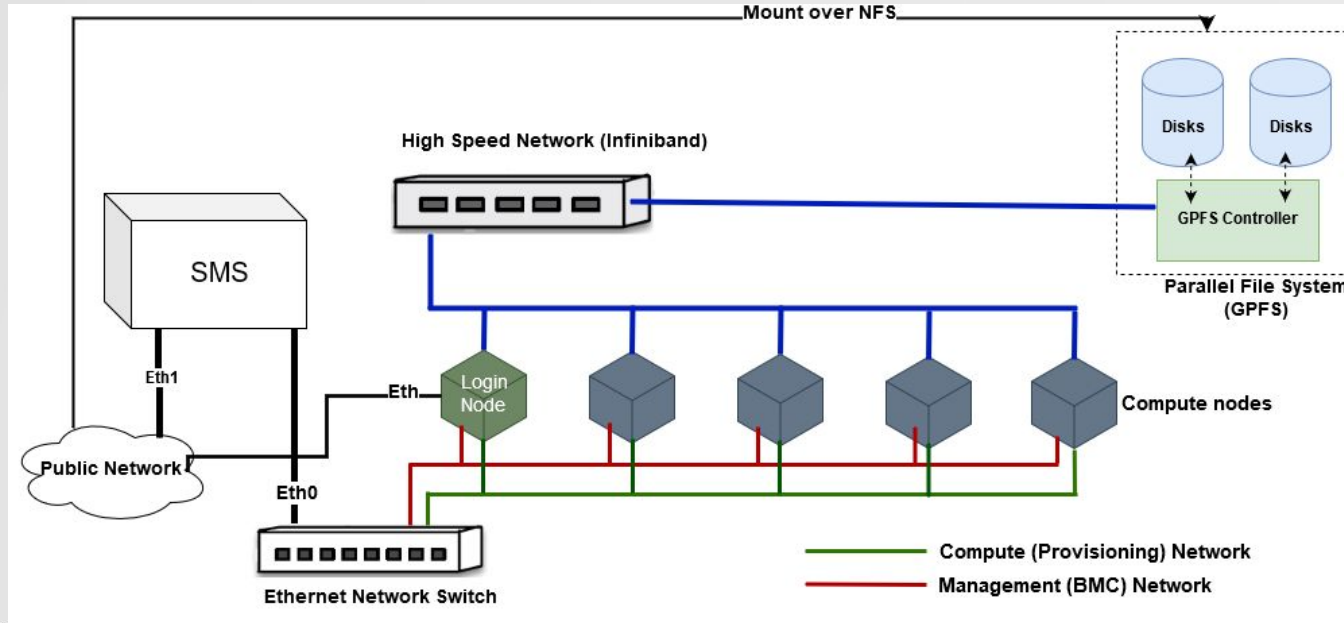 Mount over NFS
Disks
Disks
High Speed Network (Infiniband)
GPFS Controller
SMS
Parallel File System
(GPFS)
Eth1
Login
Node
Eth
Compute nodes
Public Network
Eth0
Compute (Provisioning) Network
Management (BMC) Network
Ethernet Network Switch